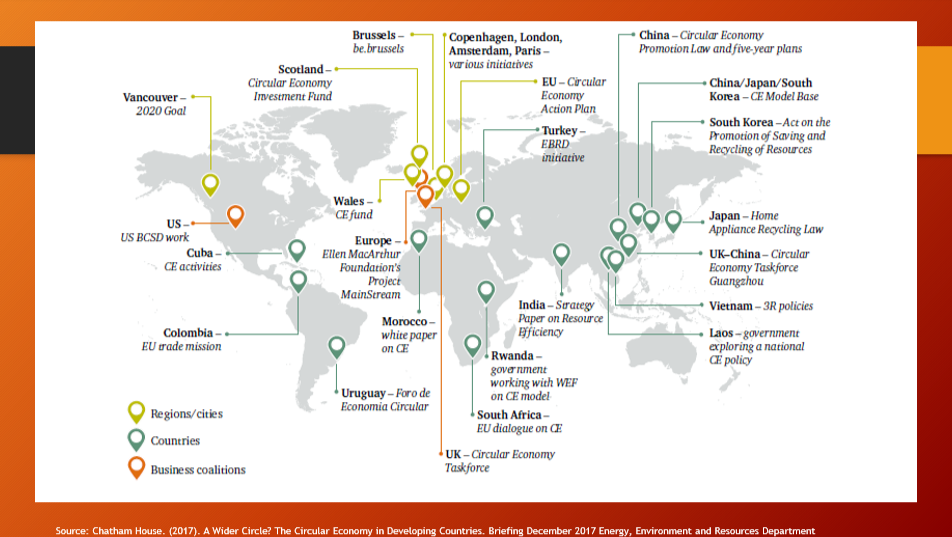 Brussels –
be.brussels
Copenhagen, London,
Amsterdam, Paris –
various initiatives
China – Circular Economy
Promotion Law and five-year plans
Scotland –
Circular Economy
Investment Fund
EU – Circular
Economy
Action Plan
China/Japan/South
Korea – CE Model Base
Vancouver –
2020 Goal
South Korea – Act on the
Promotion of Saving and
Recycling of Resources
Turkey –
EBRD
initiative
Wales –
CE fund
US –
US BCSD work
Japan – Home
Appliance Recycling Law
Cuba –
CE activities
Europe –
Ellen MacArthur
Foundation's
Project
MainStream
UK–China – Circular
Economy Taskforce
Guangzhou
India – Strategy
Paper on Resource
Efficiency
Vietnam – 3R policies
Morocco –
white paper
on CE
Colombia –
EU trade mission
Laos – government
exploring a national
CE policy
Rwanda –
government
working with WEF
on CE model
Uruguay – Foro de
Economia Circular
South Africa –
EU dialogue on CE
UK – Circular Economy
Taskforce
Regions/cities
Countries
Business coalitions
Source: Chatham House. (2017). A Wider Circle? The Circular Economy in Developing Countries. Briefing December 2017 Energy, Environment and Resources Department